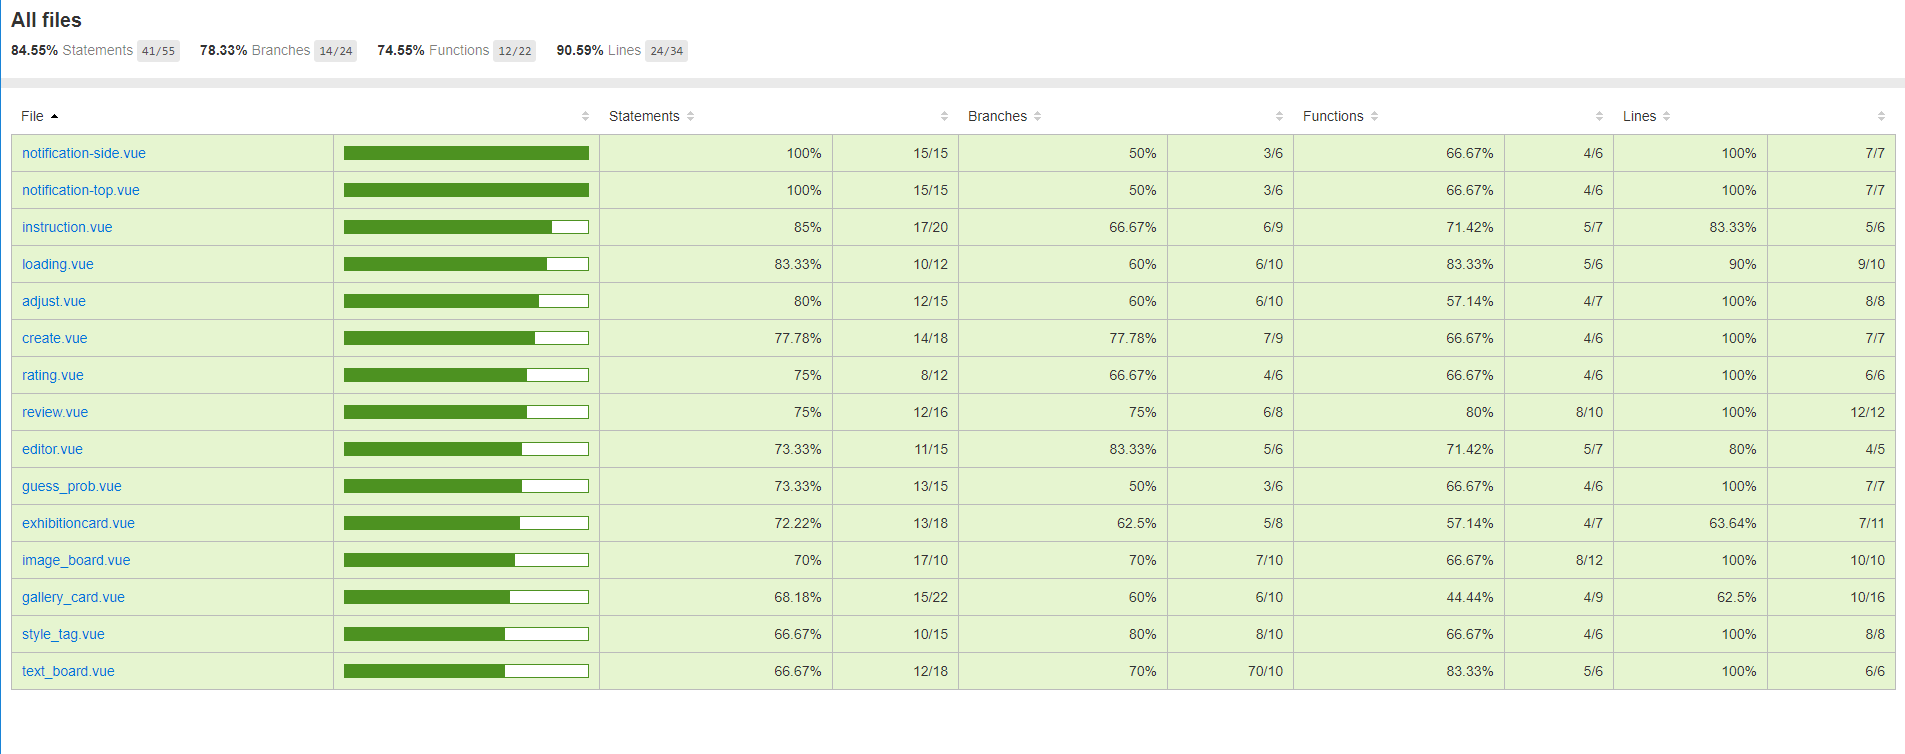 All files
84.55% Statements 41/55 78.33% Branches 14/24 74.55% Functions 12/22 90.59% Lines 24/34
File Statements Branches Functions Lines
notification-side.vue 100% 15/15 50% 3/6 66.67% 4/6 100% 7/7
notification-top.vue 100% 15/15 50% 3/6 66.67% 4/6 100% 7/7
instruction.vue 85% 17/20 66.67% 6/9 71.42% 5/7 83.33% 5/6
loading.vue 83.33% 10/12 60% 6/10 83.33% 5/6 90% 9/10
adjust.vue 80% 12/15 60% 6/10 57.14% 4/7 100% 8/8
create.vue 77.78% 14/18 77.78% 7/9 66.67% 4/6 100% 7/7
rating.vue 75% 8/12 66.67% 4/6 66.67% 4/6 100% 6/6
review.vue 75% 12/16 75% 6/8 80% 8/10 100% 12/12
editor.vue 73.33% 11/15 83.33% 5/6 71.42% 5/7 80% 4/5
guess_prob.vue 73.33% 13/15 50% 3/6 66.67% 4/6 100% 7/7
exhibitioncard.vue 72.22% 13/18 62.5% 5/8 57.14% 4/7 63.64% 7/11
image_board.vue 70% 17/10 70% 7/10 66.67% 8/12 100% 10/10
gallery_card.vue 68.18% 15/22 60% 6/10 44.44% 4/9 62.5% 10/16
style_tag.vue 66.67% 10/15 80% 8/10 66.67% 4/6 100% 8/8
text_board.vue 66.67% 12/18 70% 70/10 83.33% 5/6 100% 6/6